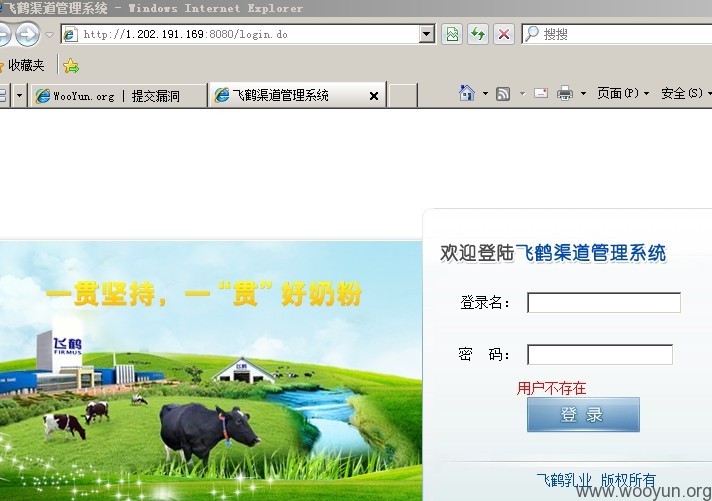 飞鹤渠道管理系统 - Windows Internet Explorer
http://1.202.191.169:8080/login.do
搜搜
收藏夹
WooYun.org | 提交漏洞
飞鹤渠道管理系统
页面(P)
安全(S)
欢迎登陆飞鹤渠道管理系统
一贯坚持，一“贯”好奶粉
登录名：
飞鹤
FIRMUS
飞鹤
密 码：
用户不存在
登 录
飞鹤乳业 版权所有
www.wooyun.org